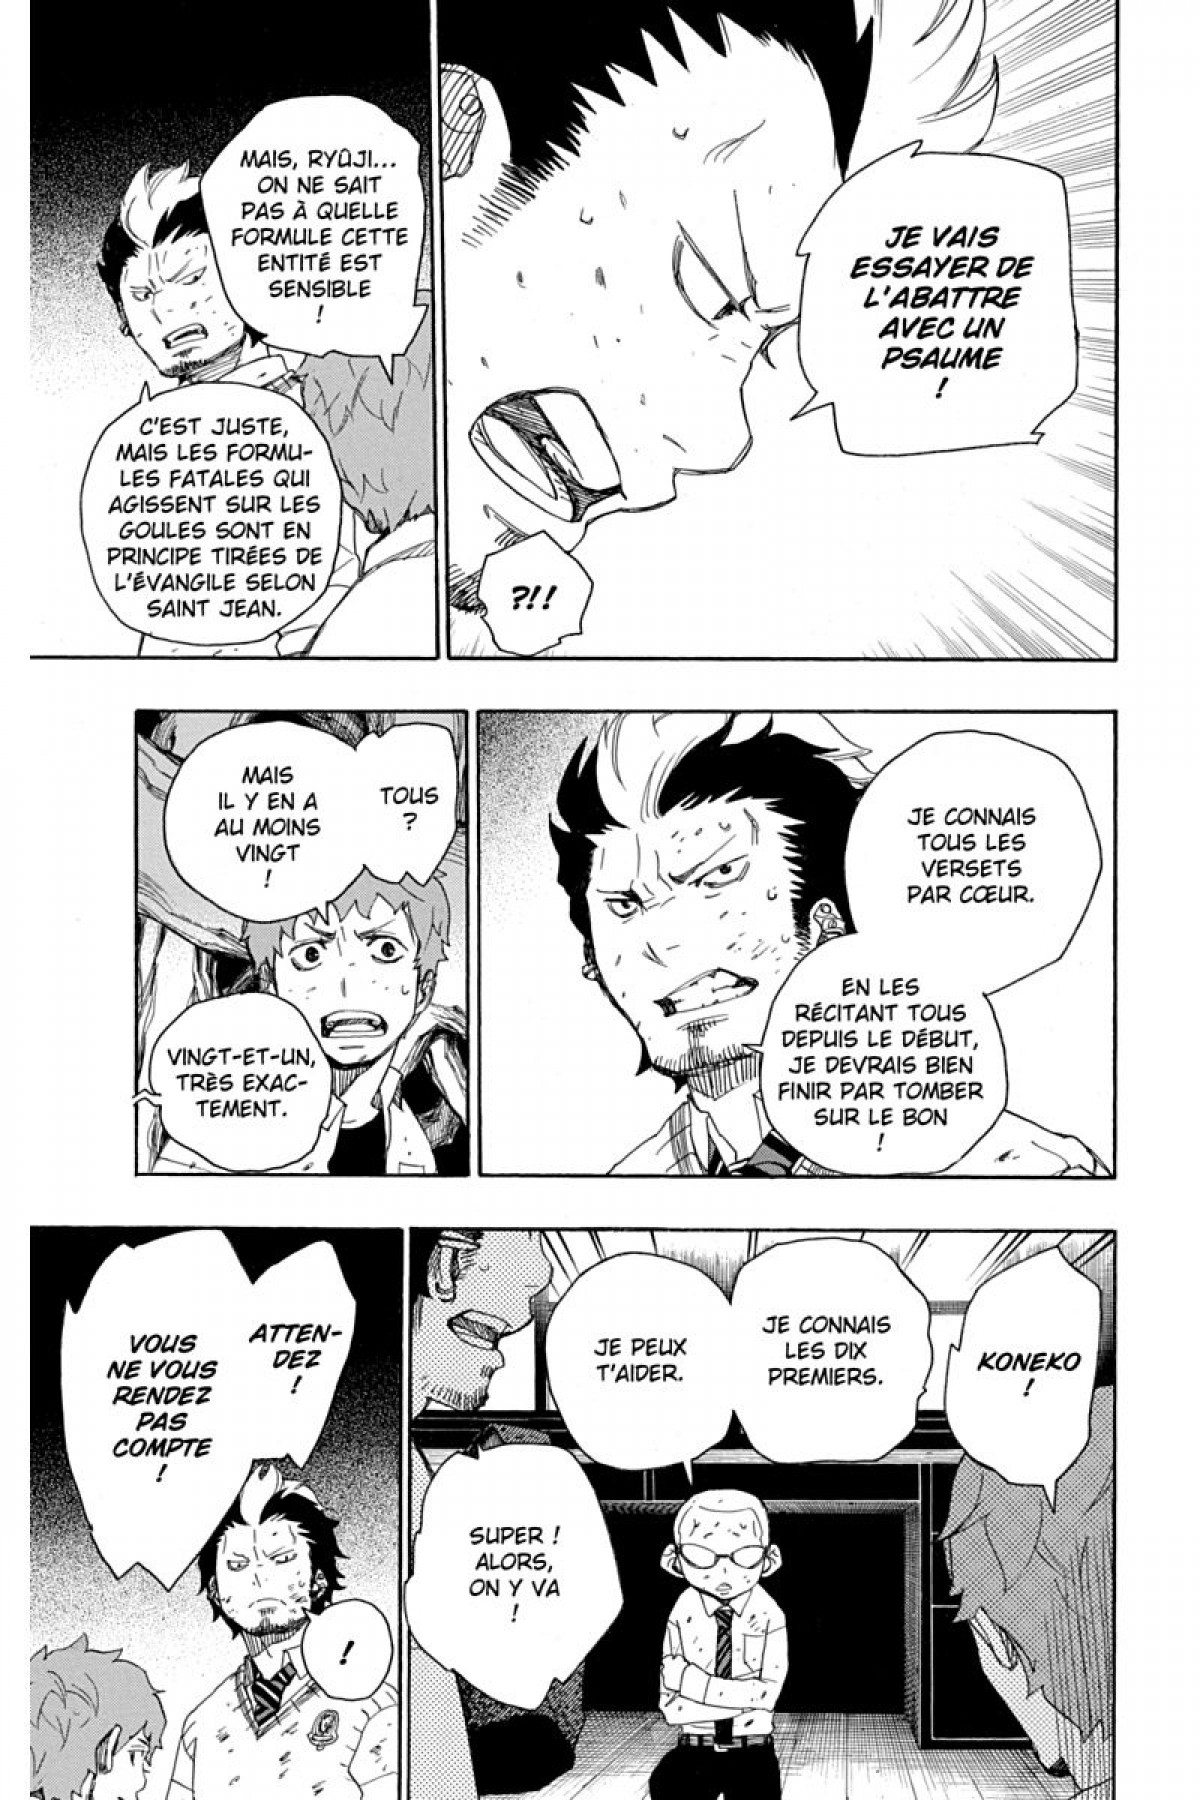 JE VAIS
ESSAYER DE
L'ABATTRE
AVEC UN
PSAUME
!
?!!
MAIS, RYÛJI...
ON NE SAIT
PAS À QUELLE
FORMULE CETTE
ENTITÉ EST
SENSIBLE
!
C'EST JUSTE,
MAIS LES FORMU-
LES FATALES QUI
AGISSENT SUR LES
GOULES SONT EN
PRINCIPE TIRÉES DE
L'ÉVANGILE SELON
SAINT JEAN.
JE CONNAIS
TOUS LES
VERSETS
PAR CŒUR.
EN LES
RÉCITANT TOUS
DEPUIS LE DÉBUT,
JE DEVRAIS BIEN
FINIR PAR TOMBER
SUR LE BON
!
TOUS
?
MAIS
IL Y EN A
AU MOINS
VINGT
!
VINGT-ET-UN,
TRÈS EXAC-
TEMENT.
KONEKO
!
JE CONNAIS
LES DIX
PREMIERS.
JE PEUX
T'AIDER.
SUPER !
ALORS,
ON Y VA
!
ATTEN-
DEZ
!
VOUS
NE VOUS
RENDEZ
PAS
COMPTE
!
!